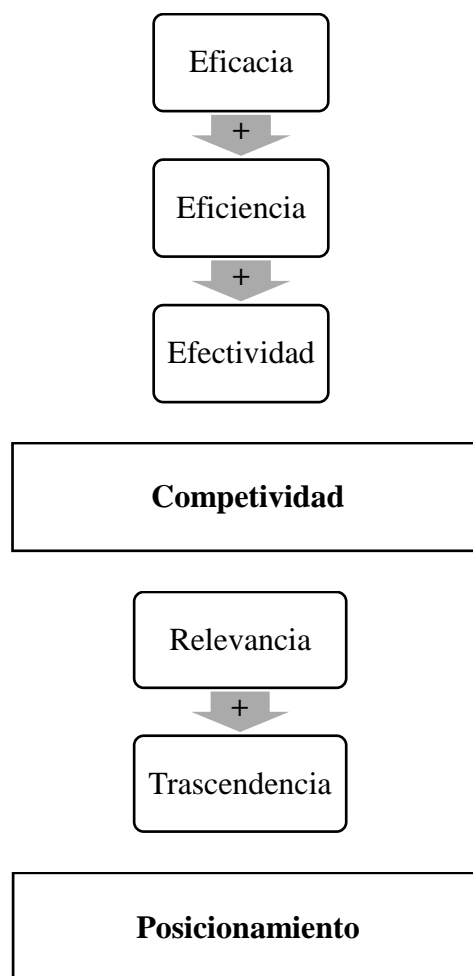 Eficacia
+
Eficiencia
+
Efectividad
Competividad
Relevancia
+
Trascendencia
Posicionamiento